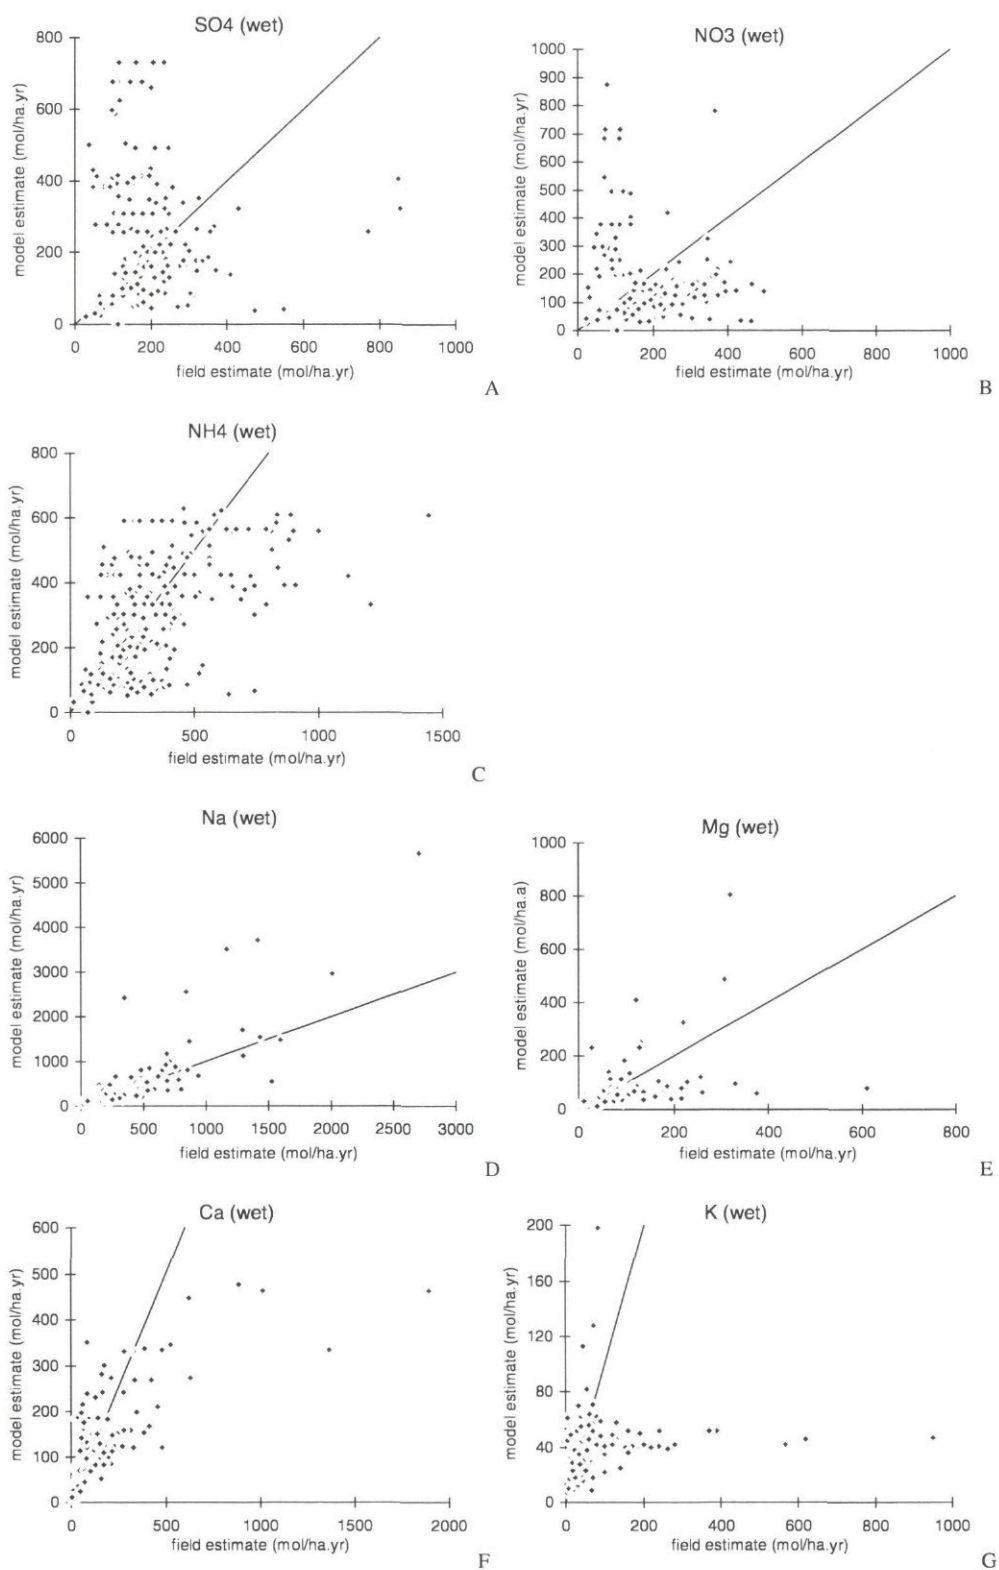 SO4 (wet)
800
600
400
200
0
0 200 400 600 800 1000
model estimate (mol/ha.yr)
field estimate (mol/ha.yr)
A
NO3 (wet)
1000
900
800
700
600
500
400
300
200
100
0
0 200 400 600 800 1000
model estimate (mol/ha.yr)
field estimate (mol/ha.yr)
B
NH4 (wet)
800
600
400
200
0
0 500 1000 1500
model estimate (mol/ha.yr)
field estimate (mol/ha.yr)
C
Na (wet)
6000
5000
4000
3000
2000
1000
0
0 500 1000 1500 2000 2500 3000
model estimate (mol/ha.yr)
field estimate (mol/ha.yr)
D
Mg (wet)
1000
800
600
400
200
0
0 200 400 600 800
model estimate (mol/ha.a)
field estimate (mol/ha.yr)
E
Ca (wet)
600
500
400
300
200
100
0
0 500 1000 1500 2000
model estimate (mol/ha.yr)
field estimate (mol/ha.yr)
F
K (wet)
200
160
120
80
40
0
0 200 400 600 800 1000
model estimate (mol/ha.yr)
field estimate (mol/ha.yr)
G